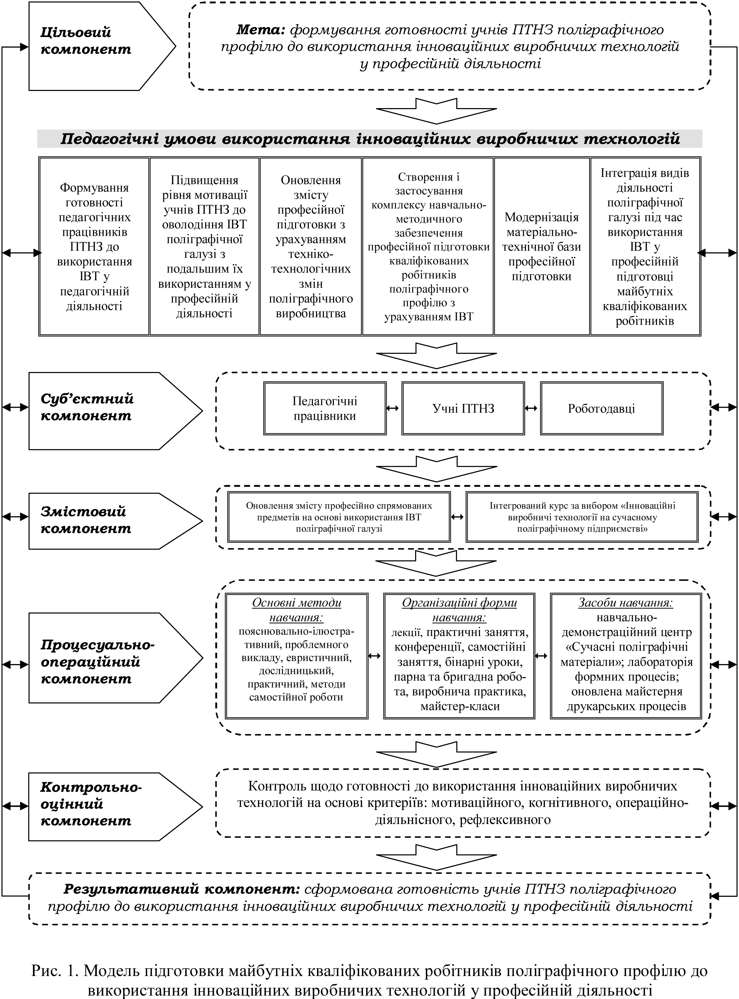 Цільовий
компонент
Мета: формування готовності учнів ПТНЗ поліграфічного
профілю до використання інноваційних виробничих технологій
у професійній діяльності
Педагогічні умови використання інноваційних виробничих технологій
Формування
готовності
педагогічних
працівників
ПТНЗ до
використання
ІВТ у
педагогічній
діяльності
Підвищення
рівня мотивації
учнів ПТНЗ до
оволодіння ІВТ
поліграфічної
галузі з
подальшим їх
використанням у
професійній
діяльності
Оновлення
змісту
професійної
підготовки з
урахуванням
техніко-
технологічних
змін
поліграфічного
виробництва
Створення і
застосування
комплексу навчально-
методичного
забезпечення
професійної підготовки
кваліфікованих
робітників
поліграфічного
профілю з
урахуванням ІВТ
Модернізація
матеріально-
технічної бази
професійної
підготовки
Інтеграція видів
діяльності
поліграфічної
галузі під час
використання
ІВТ у
професійній
підготовці
майбутніх
кваліфікованих
робітників
Суб’єктний
компонент
Педагогічні
працівники
Учні ПТНЗ
Роботодавці
Змістовий
компонент
Оновлення змісту професійно спрямованих
предметів на основі використання ІВТ
поліграфічної галузі
Інтегрований курс за вибором «Інноваційні
виробничі технології на сучасному
поліграфічному підприємстві»
Процесуально-
операційний
компонент
Основні методи
навчання:
пояснювально-ілюстра-
тивний, проблемного
викладу, евристичний,
дослідницький,
практичний, методи
самостійної роботи
Організаційні форми
навчання:
лекції, практичні заняття,
конференції, самостійні
заняття, бінарні уроки,
парна та бригадна робо-
та, виробнича практика,
майстер-класи
Засоби навчання:
навчально-
демонстраційний центр
«Сучасні поліграфічні
матеріали»; лабораторія
формних процесів;
оновлена майстерня
друкарських процесів
Контрольно-
оцінний
компонент
Контроль щодо готовності до використання інноваційних виробничих
технологій на основі критеріїв: мотиваційного, когнітивного, операційно-
діяльнісного, рефлексивного
Результативний компонент: сформована готовність учнів ПТНЗ поліграфічного
профілю до використання інноваційних виробничих технологій у професійній діяльності
Рис. 1. Модель підготовки майбутніх кваліфікованих робітників поліграфічного профілю до
використання інноваційних виробничих технологій у професійній діяльності